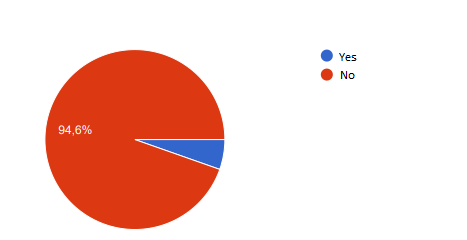 Yes
No
94,6%